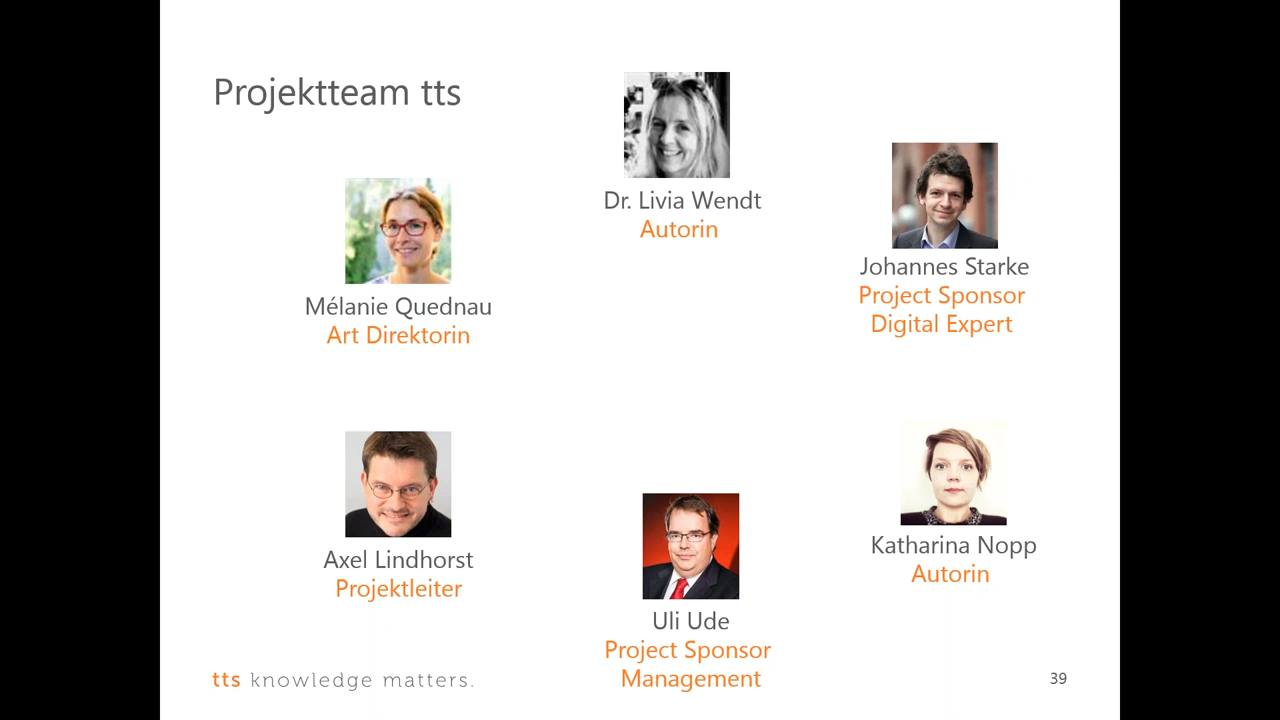 Projektteam tts
Dr. Livia Wendt
Autorin
Johannes Starke
Project Sponsor
Digital Expert
Mélanie Quednau
Art Direktorin
Axel Lindhorst
Projektleiter
Uli Ude
Project Sponsor
Management
Katharina Nopp
Autorin
tts knowledge matters.
39